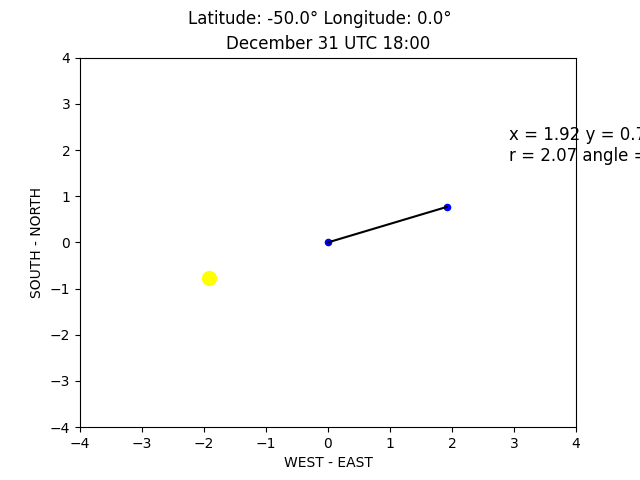 Latitude: -50.0° Longitude: 0.0°
December 31 UTC 18:00
x = 1.92 y = 0.7
r = 2.07 angle =
4
3
2
1
0
−1
−2
−3
−4
SOUTH - NORTH
−4 −3 −2 −1 0 1 2 3 4
WEST - EAST